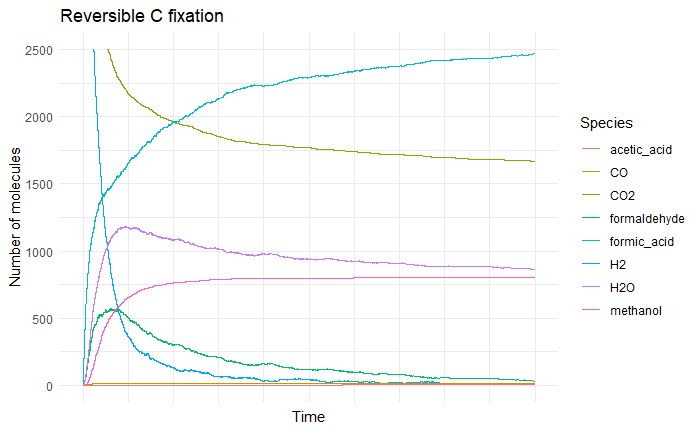 Reversible C fixation
2500
2000
1500
1000
500
0
Number of molecules
Time
Species
acetic_acid
CO
CO2
formaldehyde
formic_acid
H2
H2O
methanol